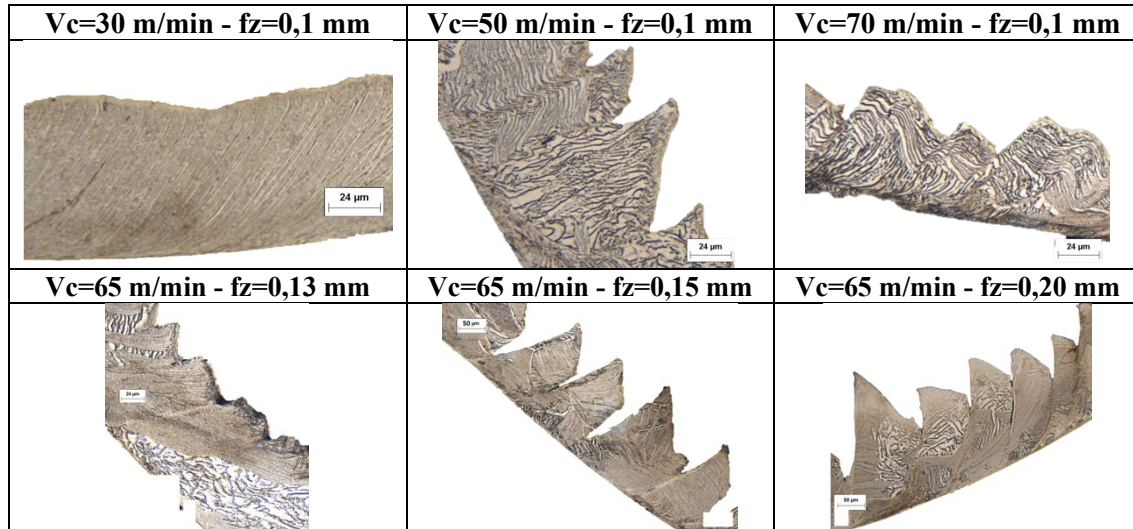 Vc=30 m/min - fz=0,1 mm
Vc=50 m/min - fz=0,1 mm
Vc=70 m/min - fz=0,1 mm
24 µm
24 µm
24 µm
Vc=65 m/min - fz=0,13 mm
Vc=65 m/min - fz=0,15 mm
Vc=65 m/min - fz=0,20 mm
24 µm
50 µm
50 µm